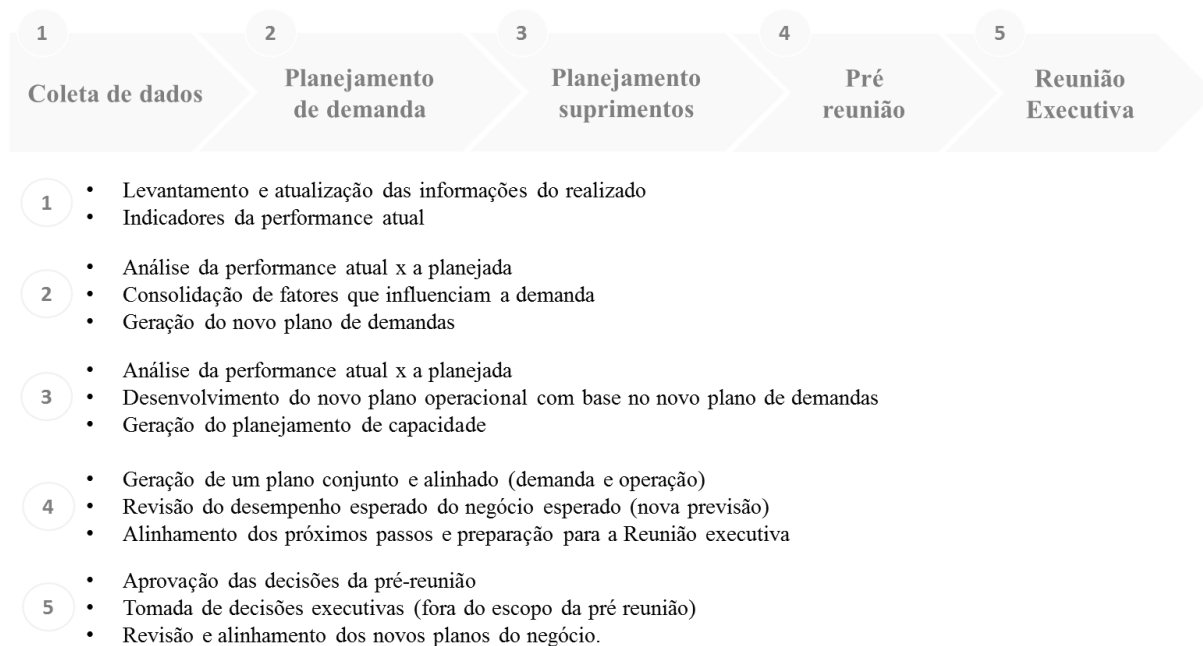 1
2
3
4
5
Coleta de dados
Planejamento
de demanda
Planejamento
suprimentos
Pré
reunião
Reunião
Executiva
1
• Levantamento e atualização das informações do realizado
• Indicadores da performance atual
2
• Análise da performance atual x a planejada
• Consolidação de fatores que influenciam a demanda
• Geração do novo plano de demandas
3
• Análise da performance atual x a planejada
• Desenvolvimento do novo plano operacional com base no novo plano de demandas
• Geração do planejamento de capacidade
4
• Geração de um plano conjunto e alinhado (demanda e operação)
• Revisão do desempenho esperado do negócio esperado (nova previsão)
• Alinhamento dos próximos passos e preparação para a Reunião executiva
5
• Aprovação das decisões da pré-reunião
• Tomada de decisões executivas (fora do escopo da pré reunião)
• Revisão e alinhamento dos novos planos do negócio.